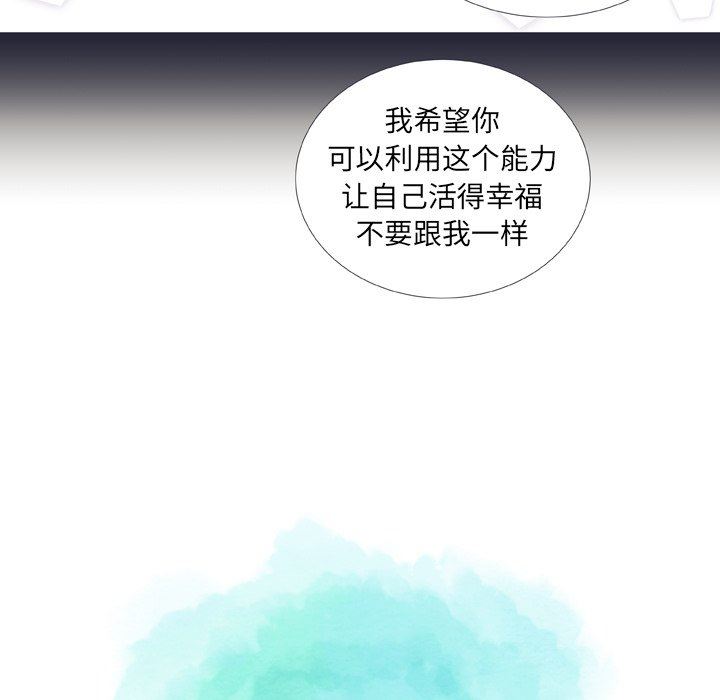 我希望你
可以利用这个能力
让自己活得幸福
不要跟我一样